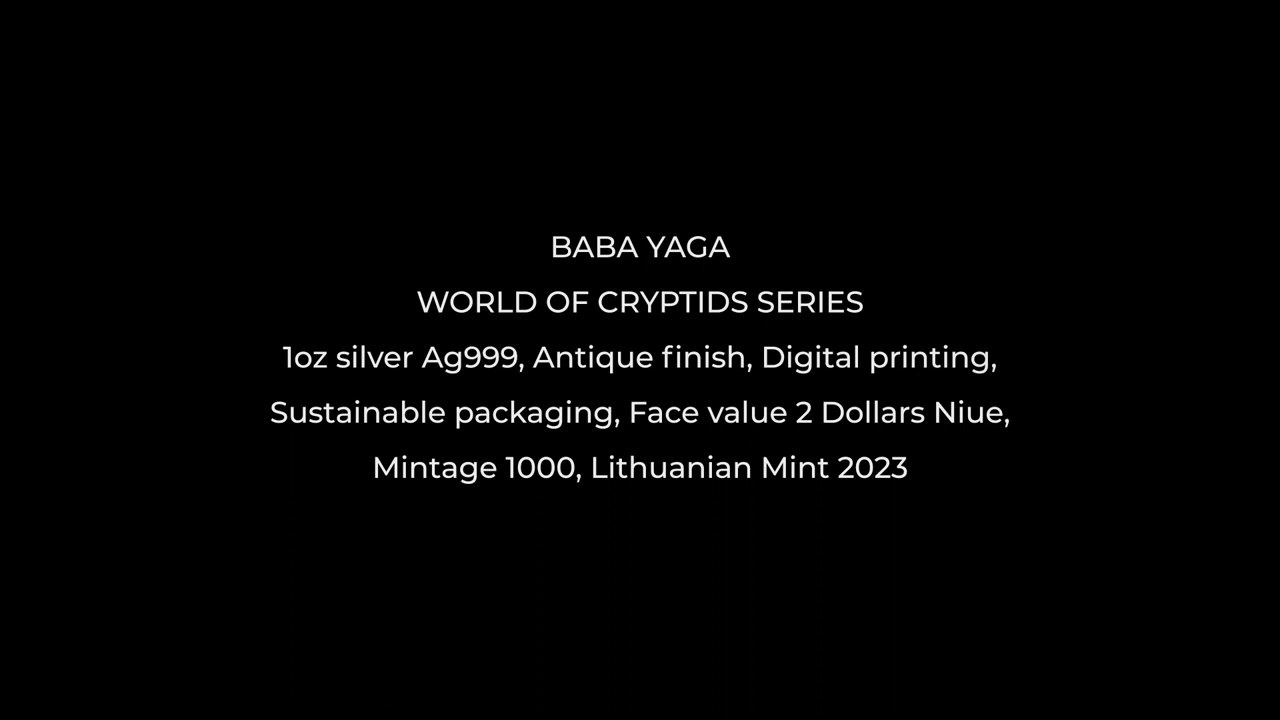 BABA YAGA
WORLD OF CRYPTIDS SERIES
1oz silver Ag999, Antique finish, Digital printing,
Sustainable packaging, Face value 2 Dollars Niue,
Mintage 1000, Lithuanian Mint 2023